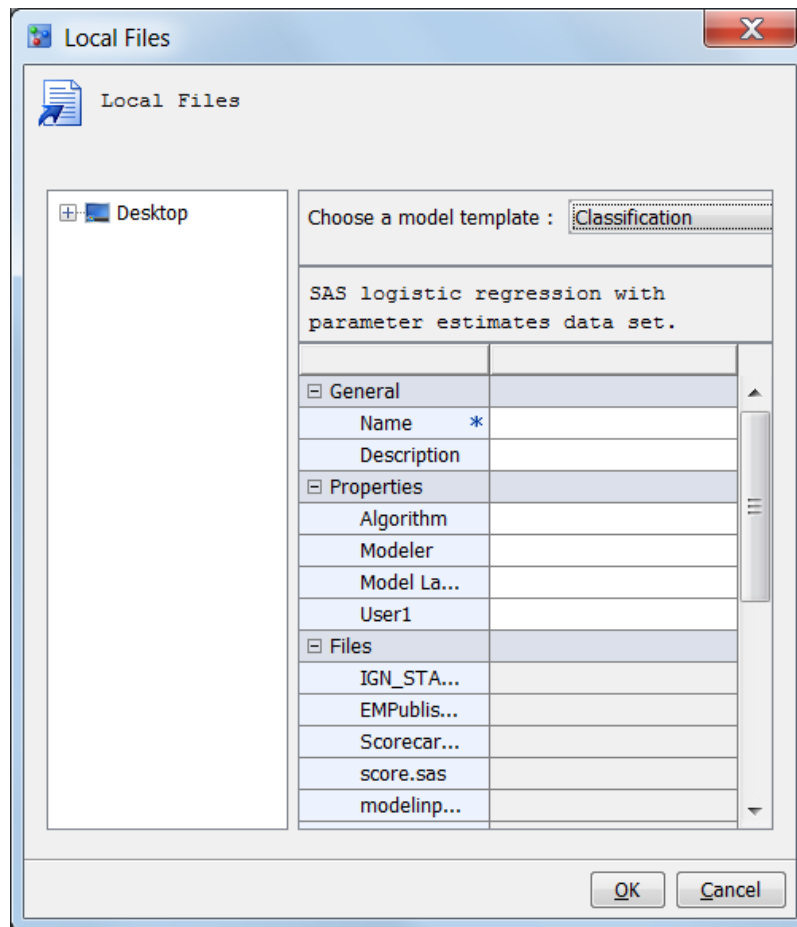 Local Files
Local Files
Desktop
Choose a model template : Classification
SAS logistic regression with
parameter estimates data set.
General
Name *
Description
Properties
Algorithm
Modeler
Model La...
User1
Files
IGN_STA...
EMPublis...
Scorecar...
score.sas
modelinp...
OK Cancel